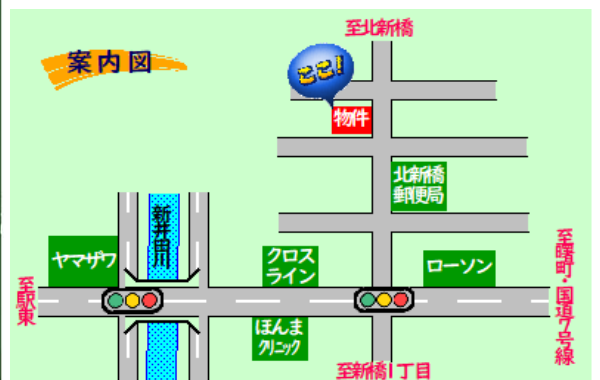 至北新橋
案内図
ここ!
物件
北新橋
郵便局
新井田川
ヤマザワ
クロス
ライン
ローソン
至駅東
至曙町・国道7号線
ほんま
クリニック
至新橋1丁目